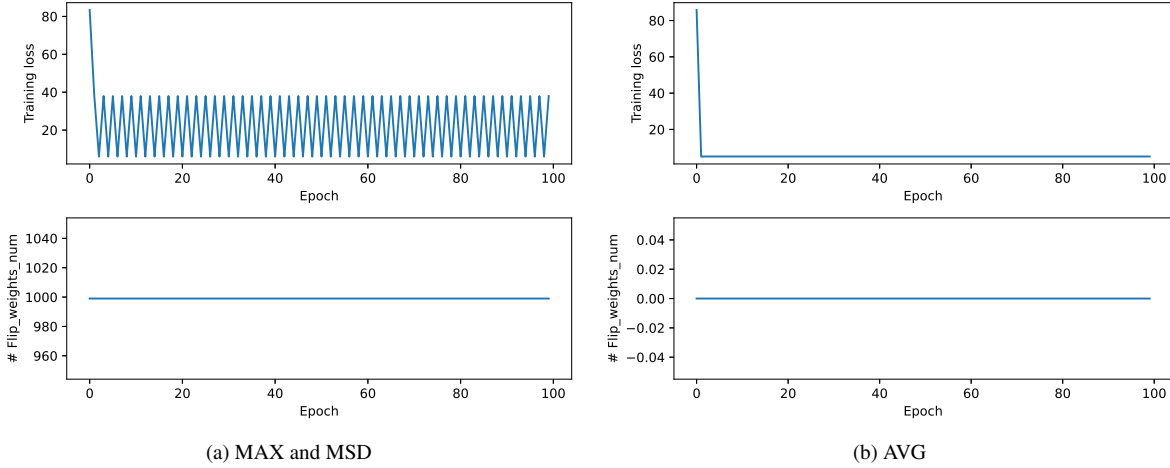 80
60
40
20
Training loss
0 20 40 60 80 100
Epoch
1040
1020
1000
980
960
# Flip_weights_num
0 20 40 60 80 100
Epoch
(a) MAX and MSD
80
60
40
20
Training loss
0 20 40 60 80 100
Epoch
0.04
0.02
0.00
−0.02
−0.04
# Flip_weights_num
0 20 40 60 80 100
Epoch
(b) AVG